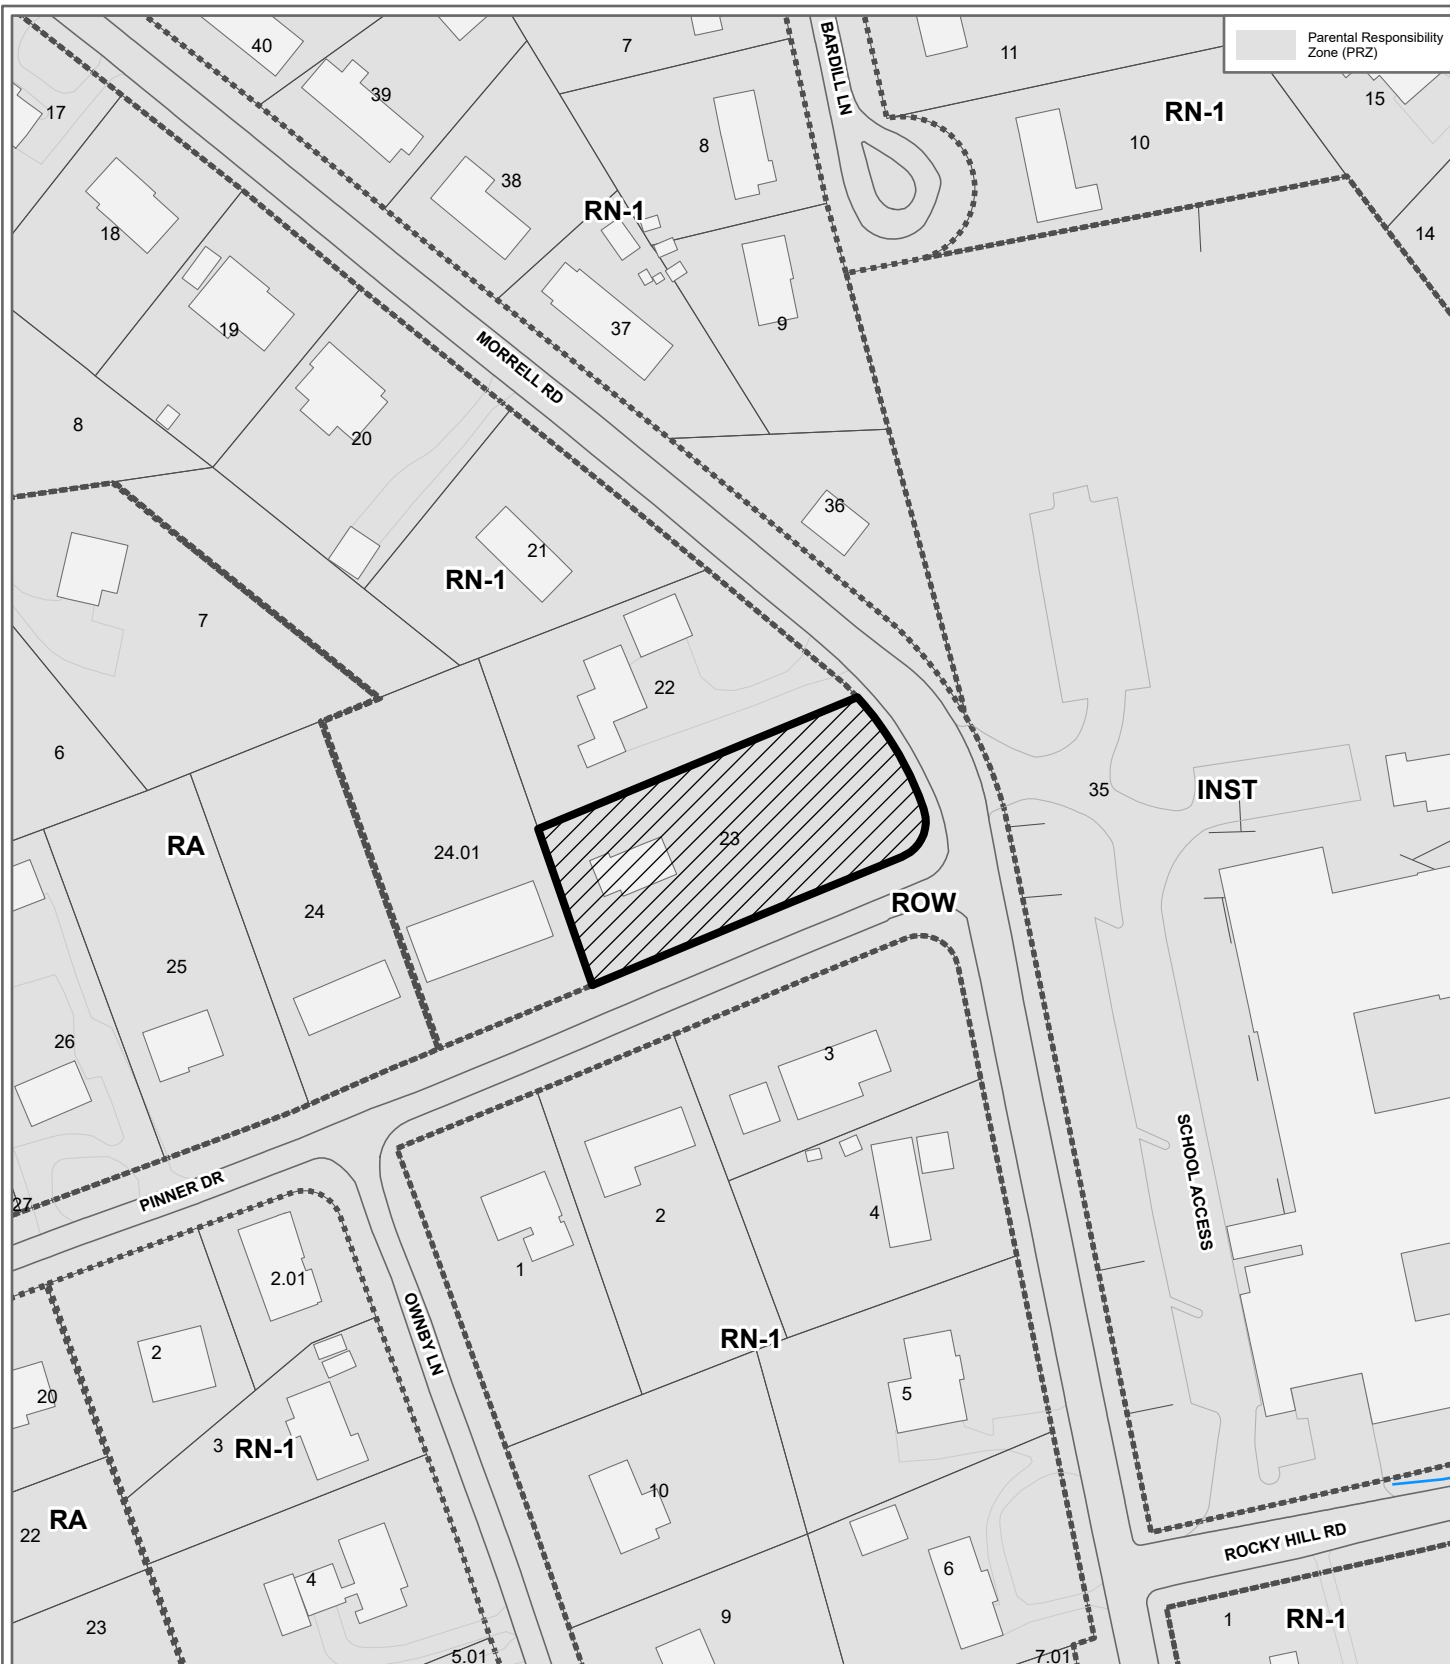 Parental Responsibility
Zone (PRZ)
40
7
BARDILL LN
11
17
39
8
10
RN-1
15
38
RN-1
18
14
19
37
9
MORRELL RD
8
20
36
21
RN-1
7
22
6
35
INST
RA
24.01
23
ROW
24
25
26
3
SCHOOL ACCESS
27
PINNER DR
2
4
1
2.01
OWNBY LN
RN-1
2
20
5
3
RN-1
10
RA
22
ROCKY HILL RD
4
6
23
9
1
RN-1
5.01
7.01